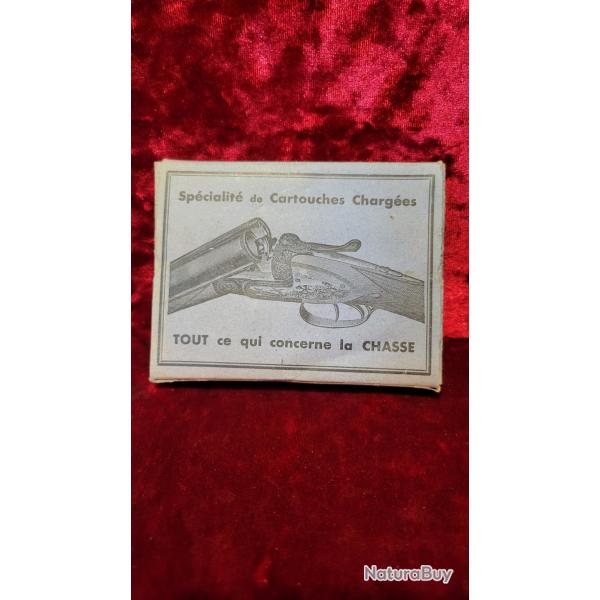 Spécialité de Cartouches Chargées
TOUT ce qui concerne la CHASSE
NaturaBuy